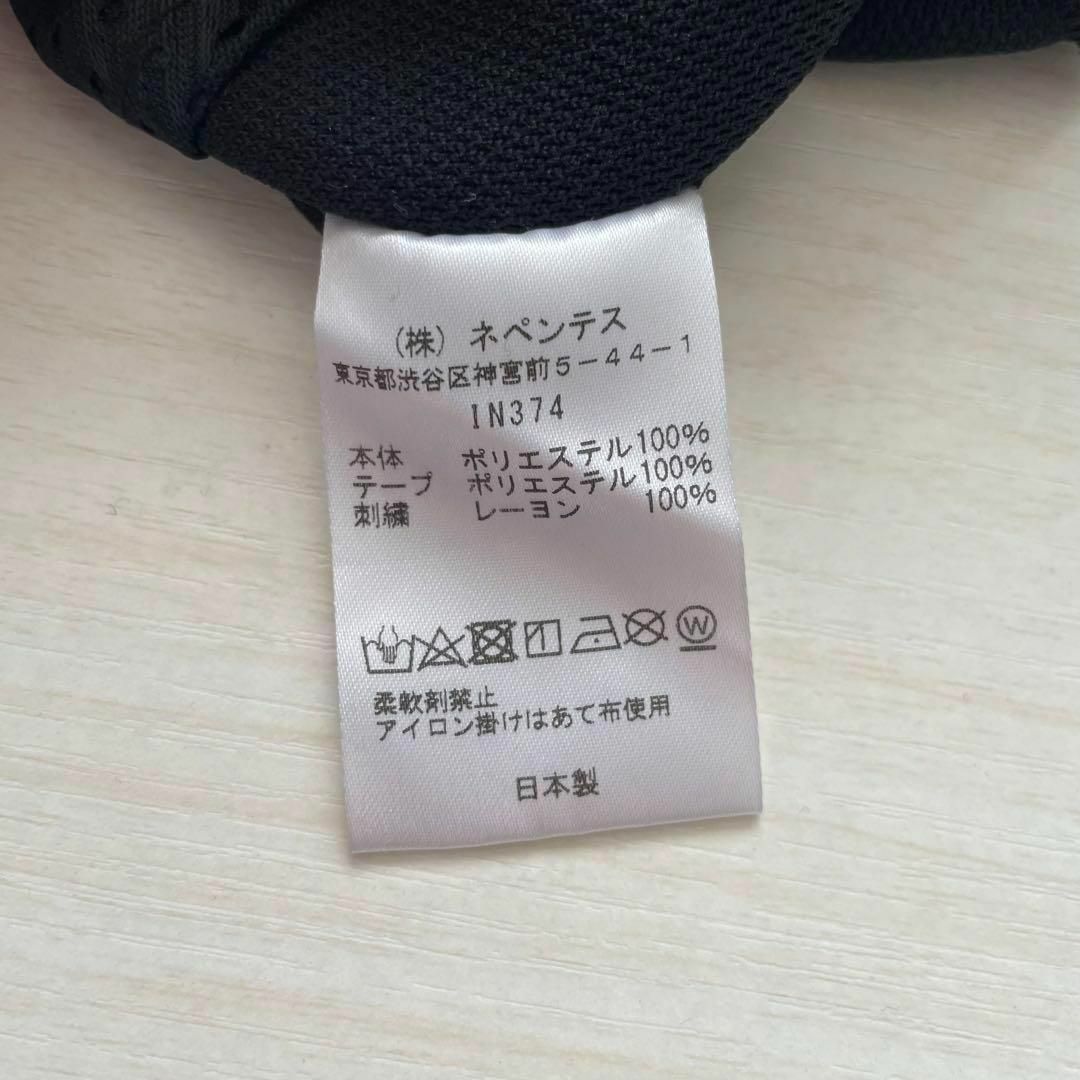 (株) ネペンテス
東京都渋谷区神宮前5-44-1
IN374
本体 ポリエステル100%
テープ ポリエステル100%
刺繍 レーヨン 100%
W
柔軟剤禁止
アイロン掛けはあて布使用
日本製